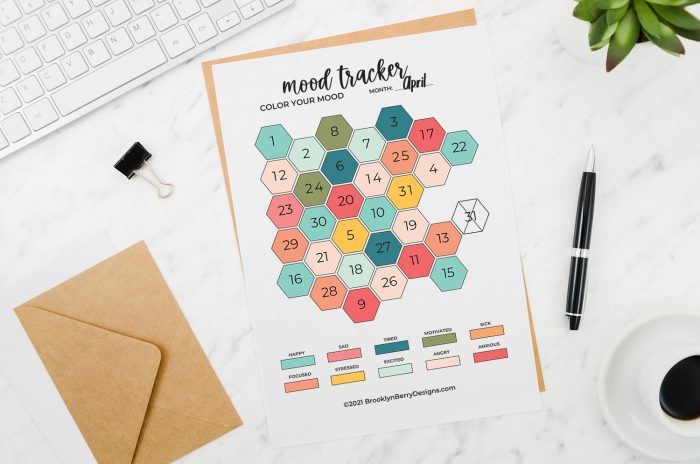 mood tracker
COLOR YOUR MOOD
MONTH: April
1 2 8 7 3 17 22
12 24 6 14 25 4
23 30 20 10 31 31
29 21 5 27 19 13
16 28 18 26 11 15
9
HAPPY SAD TIRED MOTIVATED SICK
FOCUSED STRESSED EXCITED ANGRY ANXIOUS
©2021 BrooklynBerryDesigns.com